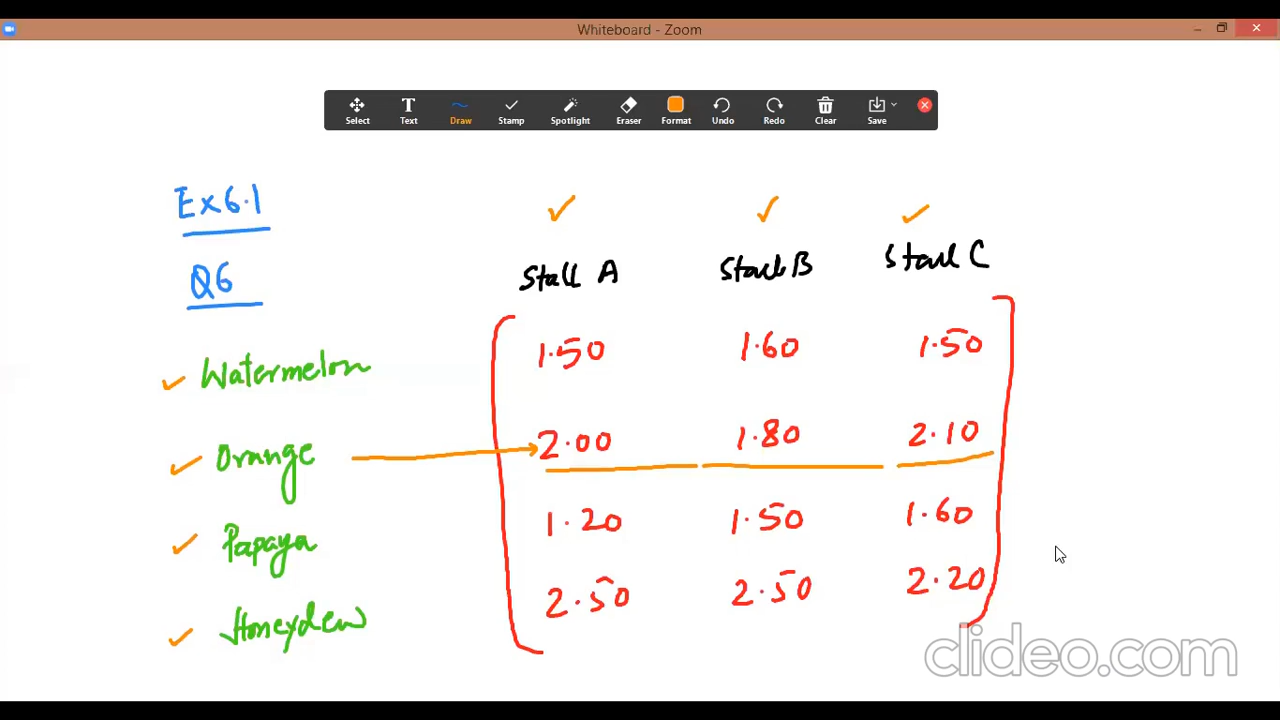 Whiteboard - Zoom
Select Text Draw Stamp Spotlight Eraser Format Undo Redo Clear Save
Ex 6.1
Q6
Stall A Stall B Stall C
Watermelon 1.50 1.60 1.50
Orange 2.00 1.80 2.10
Papaya 1.20 1.50 1.60
Honeydew 2.50 2.50 2.20
clideo.com